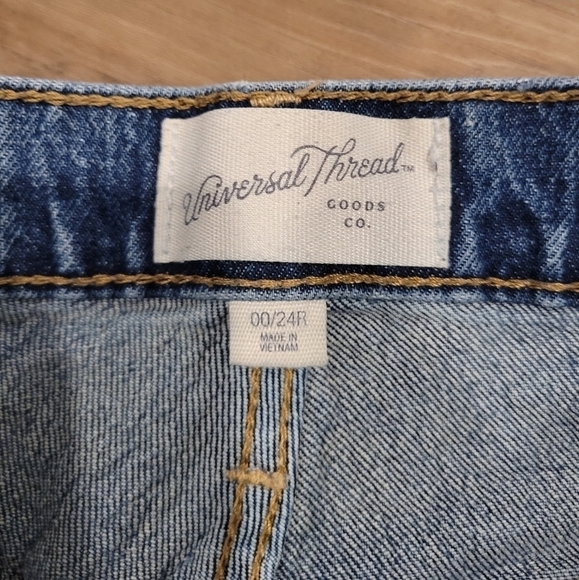 Universal Thread™
GOODS
CO.
00/24R
MADE IN
VIETNAM